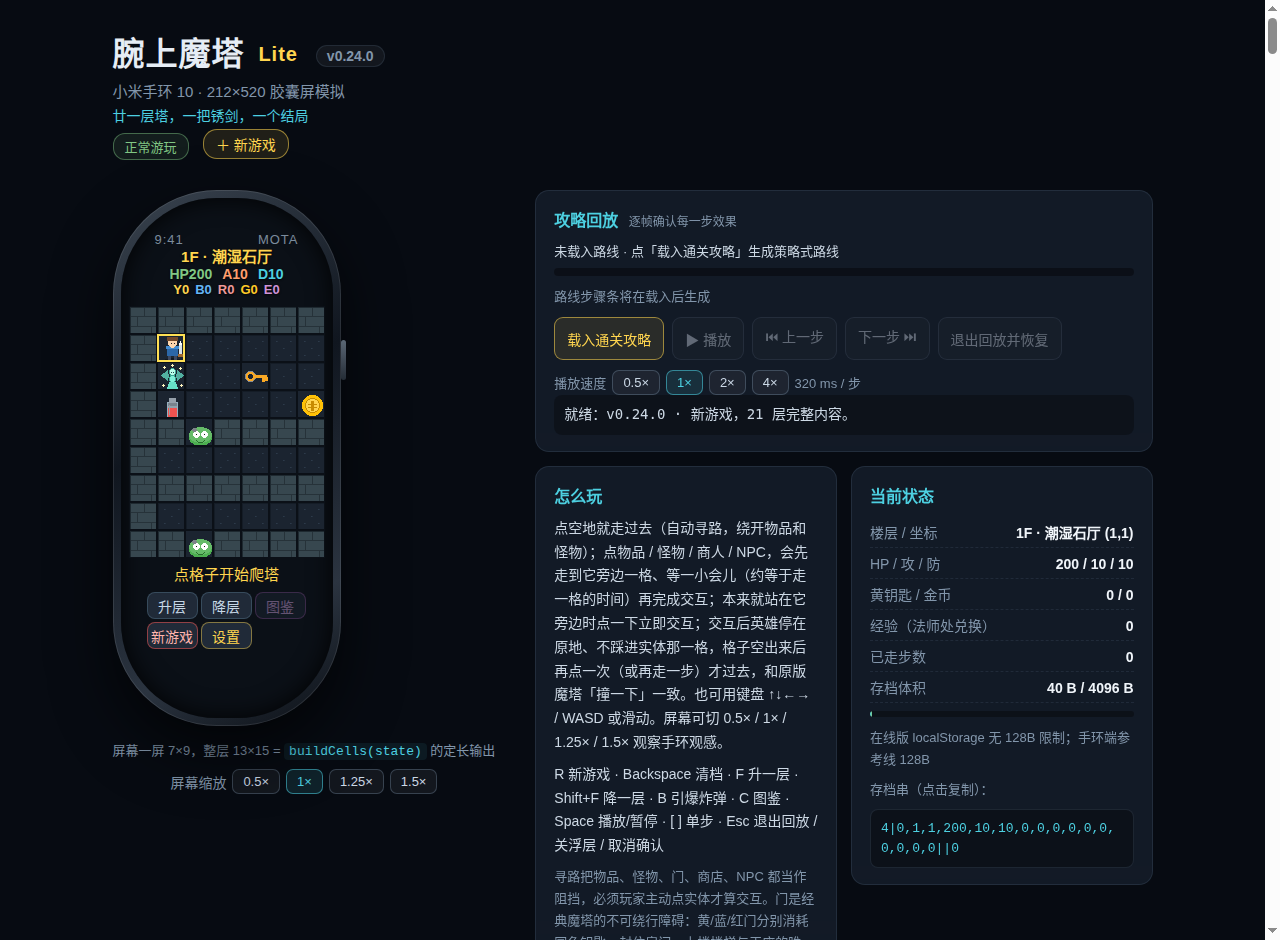 腕上魔塔 Lite v0.24.0
小米手环 10 · 212×520 胶囊屏模拟
廿一层塔，一把锈剑，一个结局
正常游玩 ＋ 新游戏
9:41 MOTA
1F · 潮湿石厅
HP200 A10 D10
Y0 B0 R0 G0 E0
点格子开始爬塔
升层 降层 图鉴
新游戏 设置
屏幕一屏 7×9，整层 13×15 = buildCells(state) 的定长输出
屏幕缩放 0.5× 1× 1.25× 1.5×
攻略回放 逐帧确认每一步效果
未载入路线 · 点「载入通关攻略」生成策略式路线
路线步骤条将在载入后生成
载入通关攻略 ▶ 播放 ⏮ 上一步 下一步 ⏭ 退出回放并恢复
播放速度 0.5× 1× 2× 4× 320 ms / 步
就绪：v0.24.0 · 新游戏，21 层完整内容。
怎么玩
点空地就走过去（自动寻路，绕开物品和
怪物）；点物品 / 怪物 / 商人 / NPC，会先
走到它旁边一格、等一小会儿（约等于走
一格的时间）再完成交互；本来就站在它
旁边时点一下立即交互；交互后英雄停在
原地、不踩进实体那一格，格子空出来后
再点一次（或再走一步）才过去，和原版
魔塔「撞一下」一致。也可用键盘 ↑↓←→
/ WASD 或滑动。屏幕可切 0.5× / 1× /
1.25× / 1.5× 观察手环观感。
R 新游戏 · Backspace 清档 · F 升一层 ·
Shift+F 降一层 · B 引爆炸弹 · C 图鉴 ·
Space 播放/暂停 · [ ] 单步 · Esc 退出回放 /
关浮层 / 取消确认
寻路把物品、怪物、门、商店、NPC 都当作
阻挡，必须玩家主动点实体才算交互。门是经
典魔塔的不可绕行障碍：黄/蓝/红门分别消耗
当前状态
楼层 / 坐标 1F · 潮湿石厅 (1,1)
HP / 攻 / 防 200 / 10 / 10
黄钥匙 / 金币 0 / 0
经验（法师处兑换） 0
已走步数 0
存档体积 40 B / 4096 B
在线版 localStorage 无 128B 限制；手环端参
考线 128B
存档串（点击复制）：
4|0,1,1,200,10,10,0,0,0,0,0,0,
0,0,0,0||0